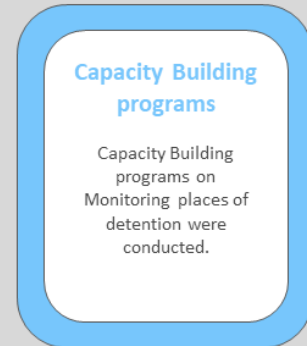 Capacity Building
programs
Capacity Building
programs on
Monitoring places of
detention were
conducted.